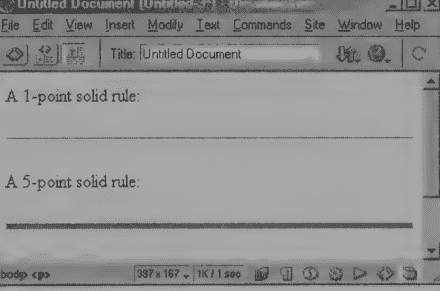 Untitled Document (Untitled-3*)
File Edit View Insert Modify Text Commands Site Window Help
Title: Untitled Document
A 1-point solid rule:
A 5-point solid rule:
<body> <p> 397 x 167 1K / 1 sec